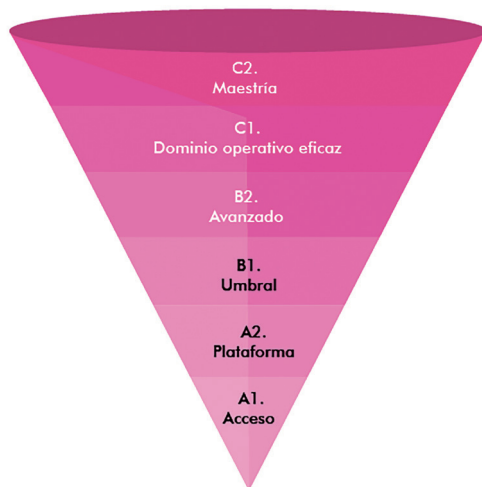 C2.
Maestría
C1.
Dominio operativo eficaz
B2.
Avanzado
B1.
Umbral
A2.
Plataforma
A1.
Acceso